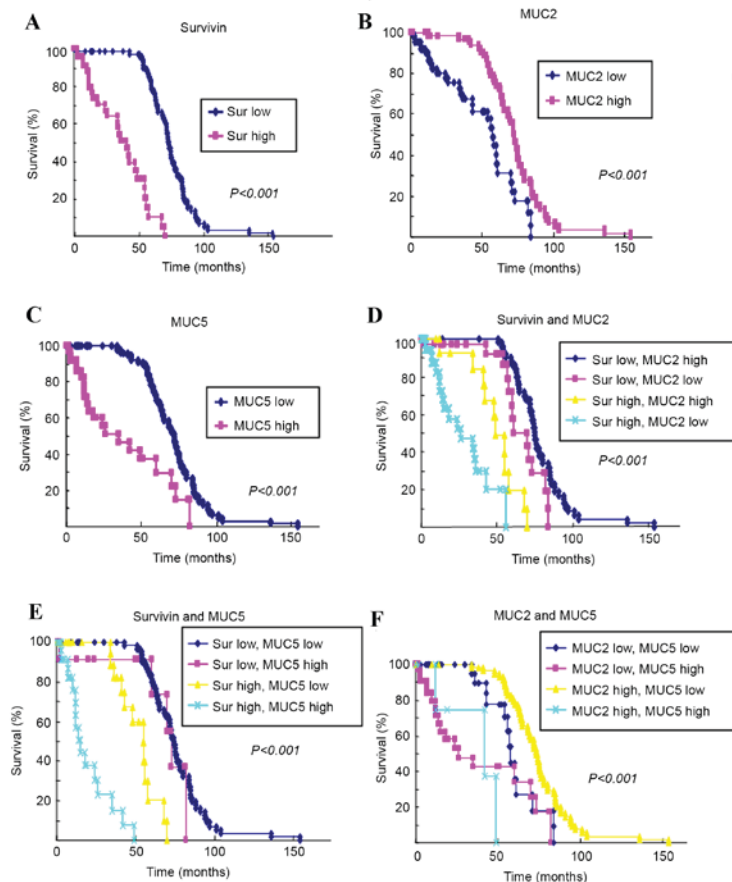 A
Survivin
Survival (%)
100
80
60
40
20
Sur low
Sur high
P<0.001
0 50 100 150
Time (months)
B
MUC2
Survival (%)
100
80
60
40
20
MUC2 low
MUC2 high
P<0.001
0 50 100 150
Time (months)
C
MUC5
Survival (%)
100
80
60
40
20
MUC5 low
MUC5 high
P<0.001
0 50 100 150
Time (months)
D
Survivin and MUC2
Survival (%)
100
80
60
40
20
Sur low, MUC2 high
Sur low, MUC2 low
Sur high, MUC2 high
Sur high, MUC2 low
P<0.001
0 50 100 150
Time (months)
E
Survivin and MUC5
Survival (%)
100
80
60
40
20
Sur low, MUC5 low
Sur low, MUC5 high
Sur high, MUC5 low
Sur high, MUC5 high
P<0.001
0 50 100 150
Time (months)
F
MUC2 and MUC5
Survival (%)
100
80
60
40
20
MUC2 low, MUC5 low
MUC2 low, MUC5 high
MUC2 high, MUC5 low
MUC2 high, MUC5 high
P<0.001
0 50 100 150
Time (months)